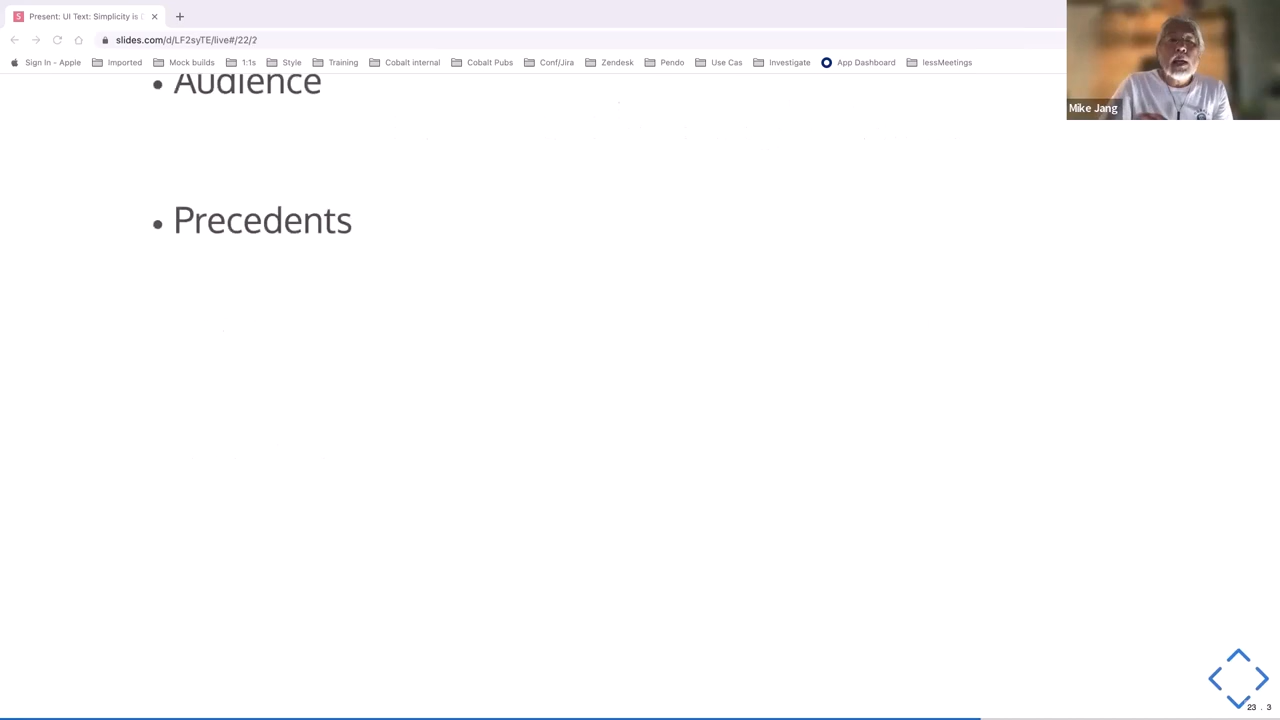 Present: UI Text: Simplicity is
slides.com/d/LF2syTE/live#/22/2
Sign In - Apple Imported Mock builds 1:1s Style Training Cobalt internal Cobalt Pubs Conf/Jira Zendesk Pendo Use Cas Investigate App Dashboard lessMeetings
Mike Jang
• Audience
• Precedents
23 . 3